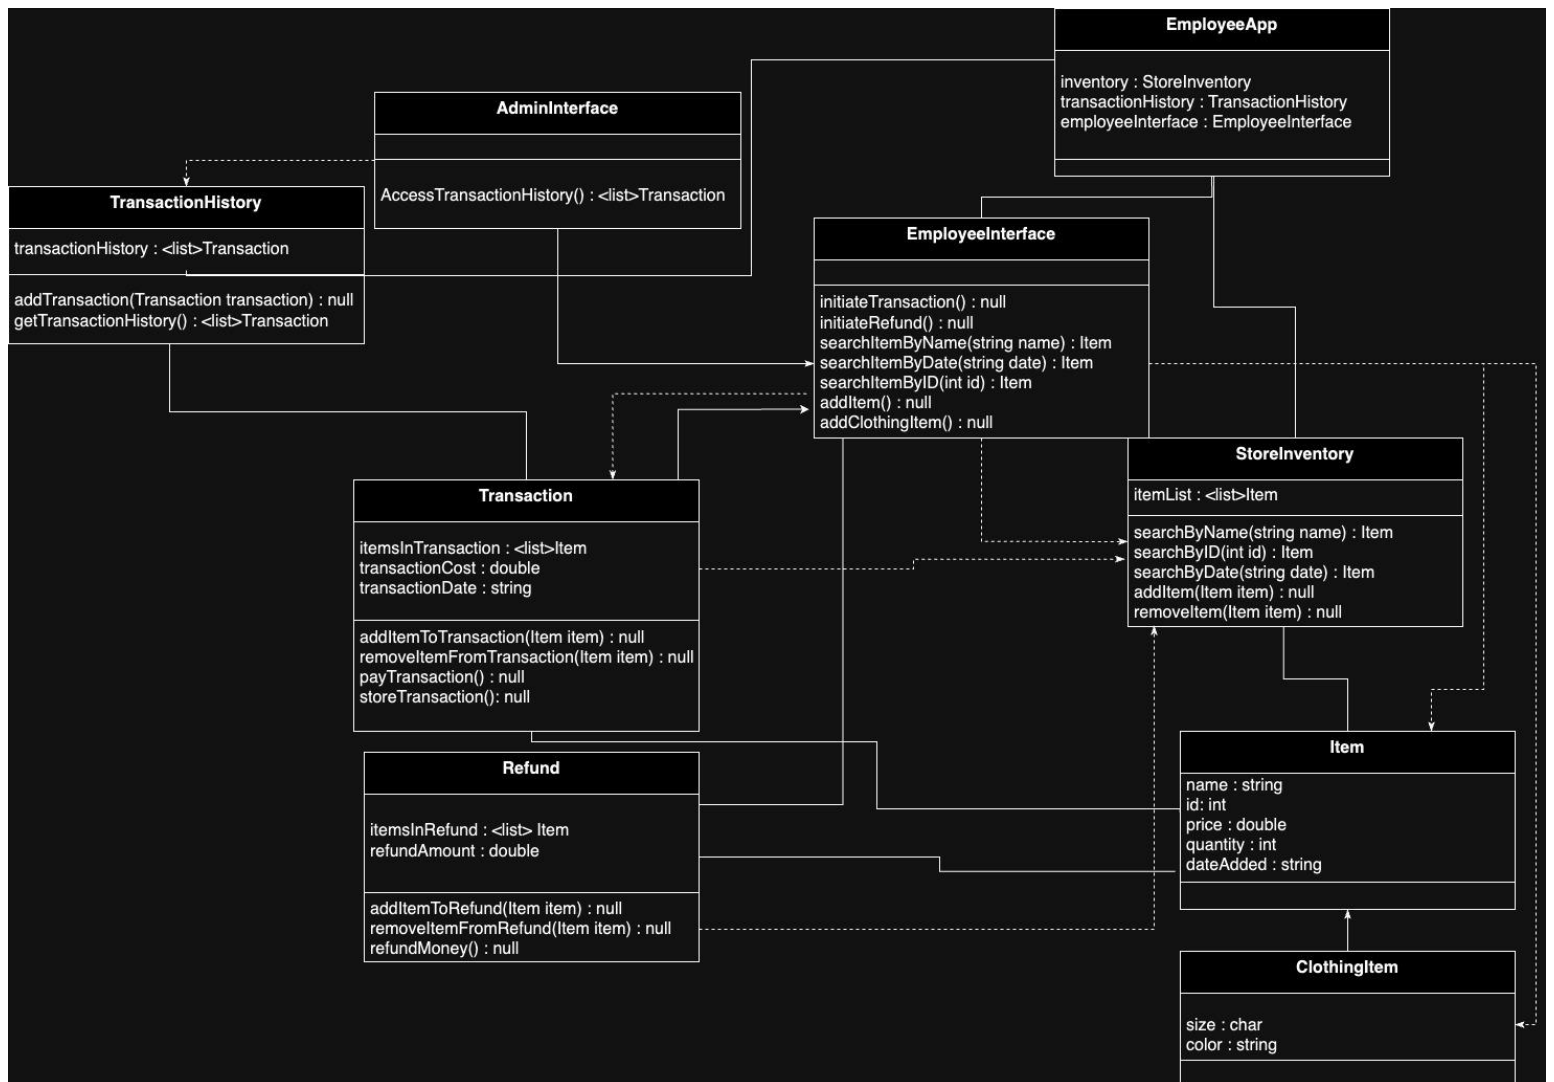 EmployeeApp
inventory : StoreInventory
transactionHistory : TransactionHistory
employeeInterface : EmployeeInterface
AdminInterface
AccessTransactionHistory() : <list>Transaction
TransactionHistory
transactionHistory : <list>Transaction
addTransaction(Transaction transaction) : null
getTransactionHistory() : <list>Transaction
EmployeeInterface
initiateTransaction() : null
initiateRefund() : null
searchItemByName(string name) : Item
searchItemByDate(string date) : Item
searchItemByID(int id) : Item
addItem() : null
addClothingItem() : null
StoreInventory
itemList : <list>Item
searchByName(string name) : Item
searchByID(int id) : Item
searchByDate(string date) : Item
addItem(Item item) : null
removeItem(Item item) : null
Transaction
itemsInTransaction : <list>Item
transactionCost : double
transactionDate : string
addItemToTransaction(Item item) : null
removeItemFromTransaction(Item item) : null
payTransaction() : null
storeTransaction(): null
Refund
itemsInRefund : <list> Item
refundAmount : double
addItemToRefund(Item item) : null
removeItemFromRefund(Item item) : null
refundMoney() : null
Item
name : string
id: int
price : double
quantity : int
dateAdded : string
ClothingItem
size : char
color : string